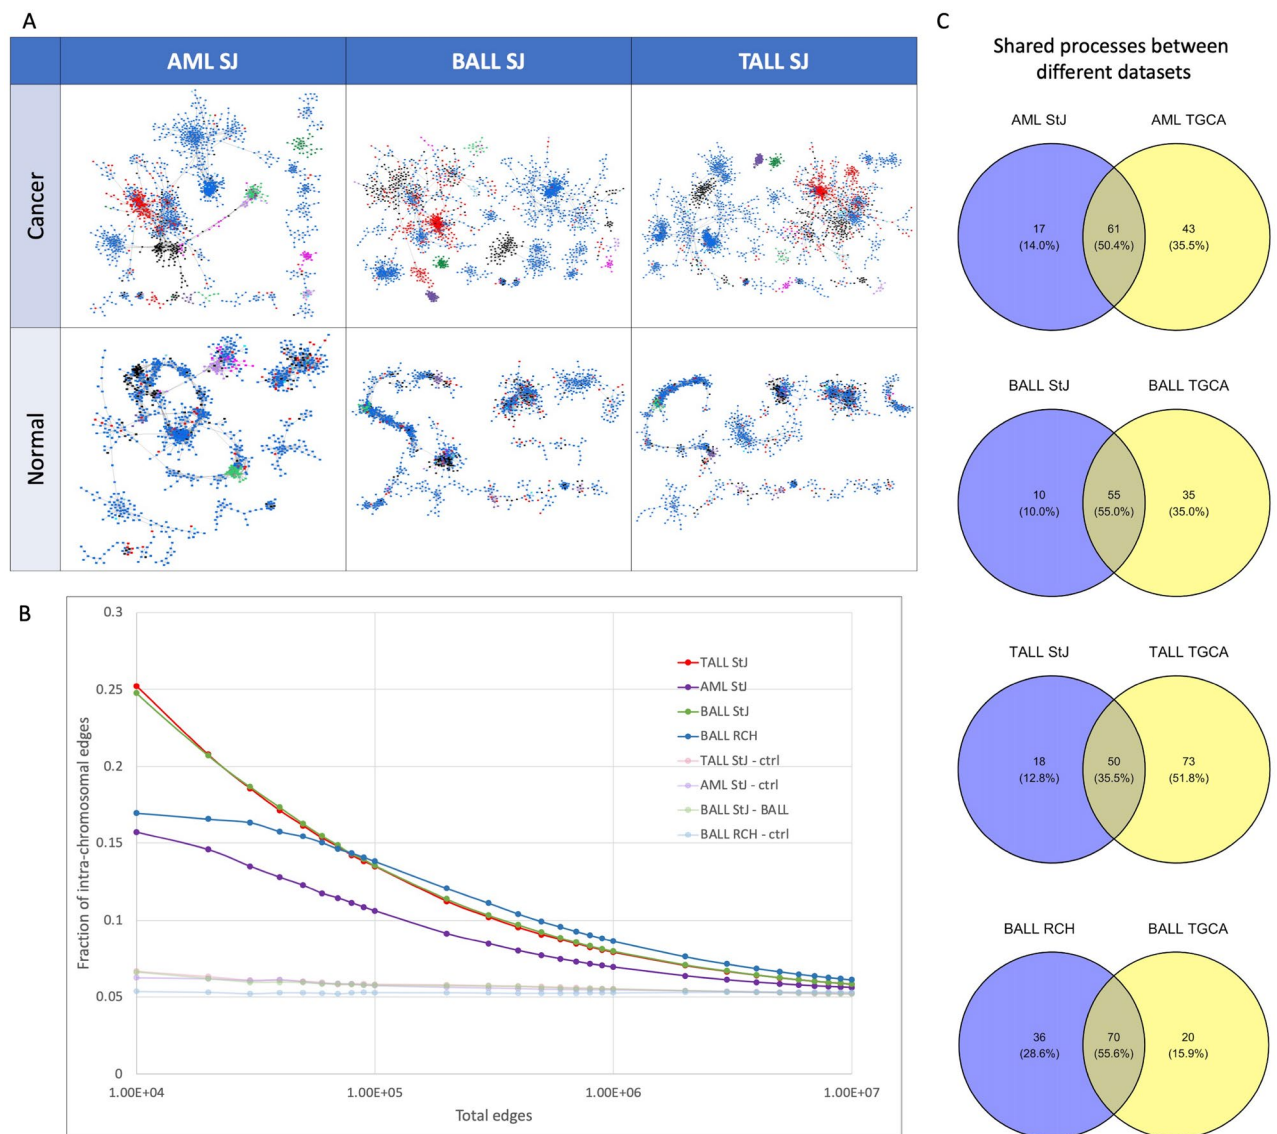 A
AML SJ
BALL SJ
TALL SJ
Cancer
Normal
B
0.3
0.25
0.2
0.15
0.1
0.05
0
Fraction of intra-chromosomal edges
1.00E+04
1.00E+05
1.00E+06
1.00E+07
Total edges
TALL StJ
AML StJ
BALL StJ
BALL RCH
TALL StJ - ctrl
AML StJ - ctrl
BALL StJ - BALL
BALL RCH - ctrl
C
Shared processes between
different datasets
AML StJ
AML TGCA
17
(14.0%)
61
(50.4%)
43
(35.5%)
BALL StJ
BALL TGCA
10
(10.0%)
55
(55.0%)
35
(35.0%)
TALL StJ
TALL TGCA
18
(12.8%)
50
(35.5%)
73
(51.8%)
BALL RCH
BALL TGCA
36
(28.6%)
70
(55.6%)
20
(15.9%)